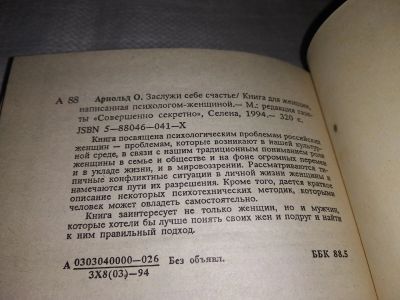 А 88 Арнольд О. Заслужи себе счастье/ Книга для женщин,
написанная психологом-женщиной.— М.: редакция газе-
ты «Совершенно секретно», Селена, 1994.— 320 с.
ISBN 5—88046—041—X
Книга посвящена психологическим проблемам российских
женщин — проблемам, которые возникают в нашей культур-
ной среде, в связи с нашим традиционным пониманием роли
женщины в семье и обществе и на фоне огромных перемен
и в укладе жизни, и в мировоззрении. Рассматриваются ти-
пичные конфликтные ситуации в личной жизни женщины и
намечаются пути их разрешения. Кроме того, дается краткое
описание некоторых психотехнических методик, которыми
человек может овладеть самостоятельно.
Книга заинтересует не только женщин, но и мужчин,
которые хотели бы лучше понять своих жен и подруг и найти
к ним правильный подход.
А 0303040000—026 Без объявл. ББК 88.5
3Х8(03)—94